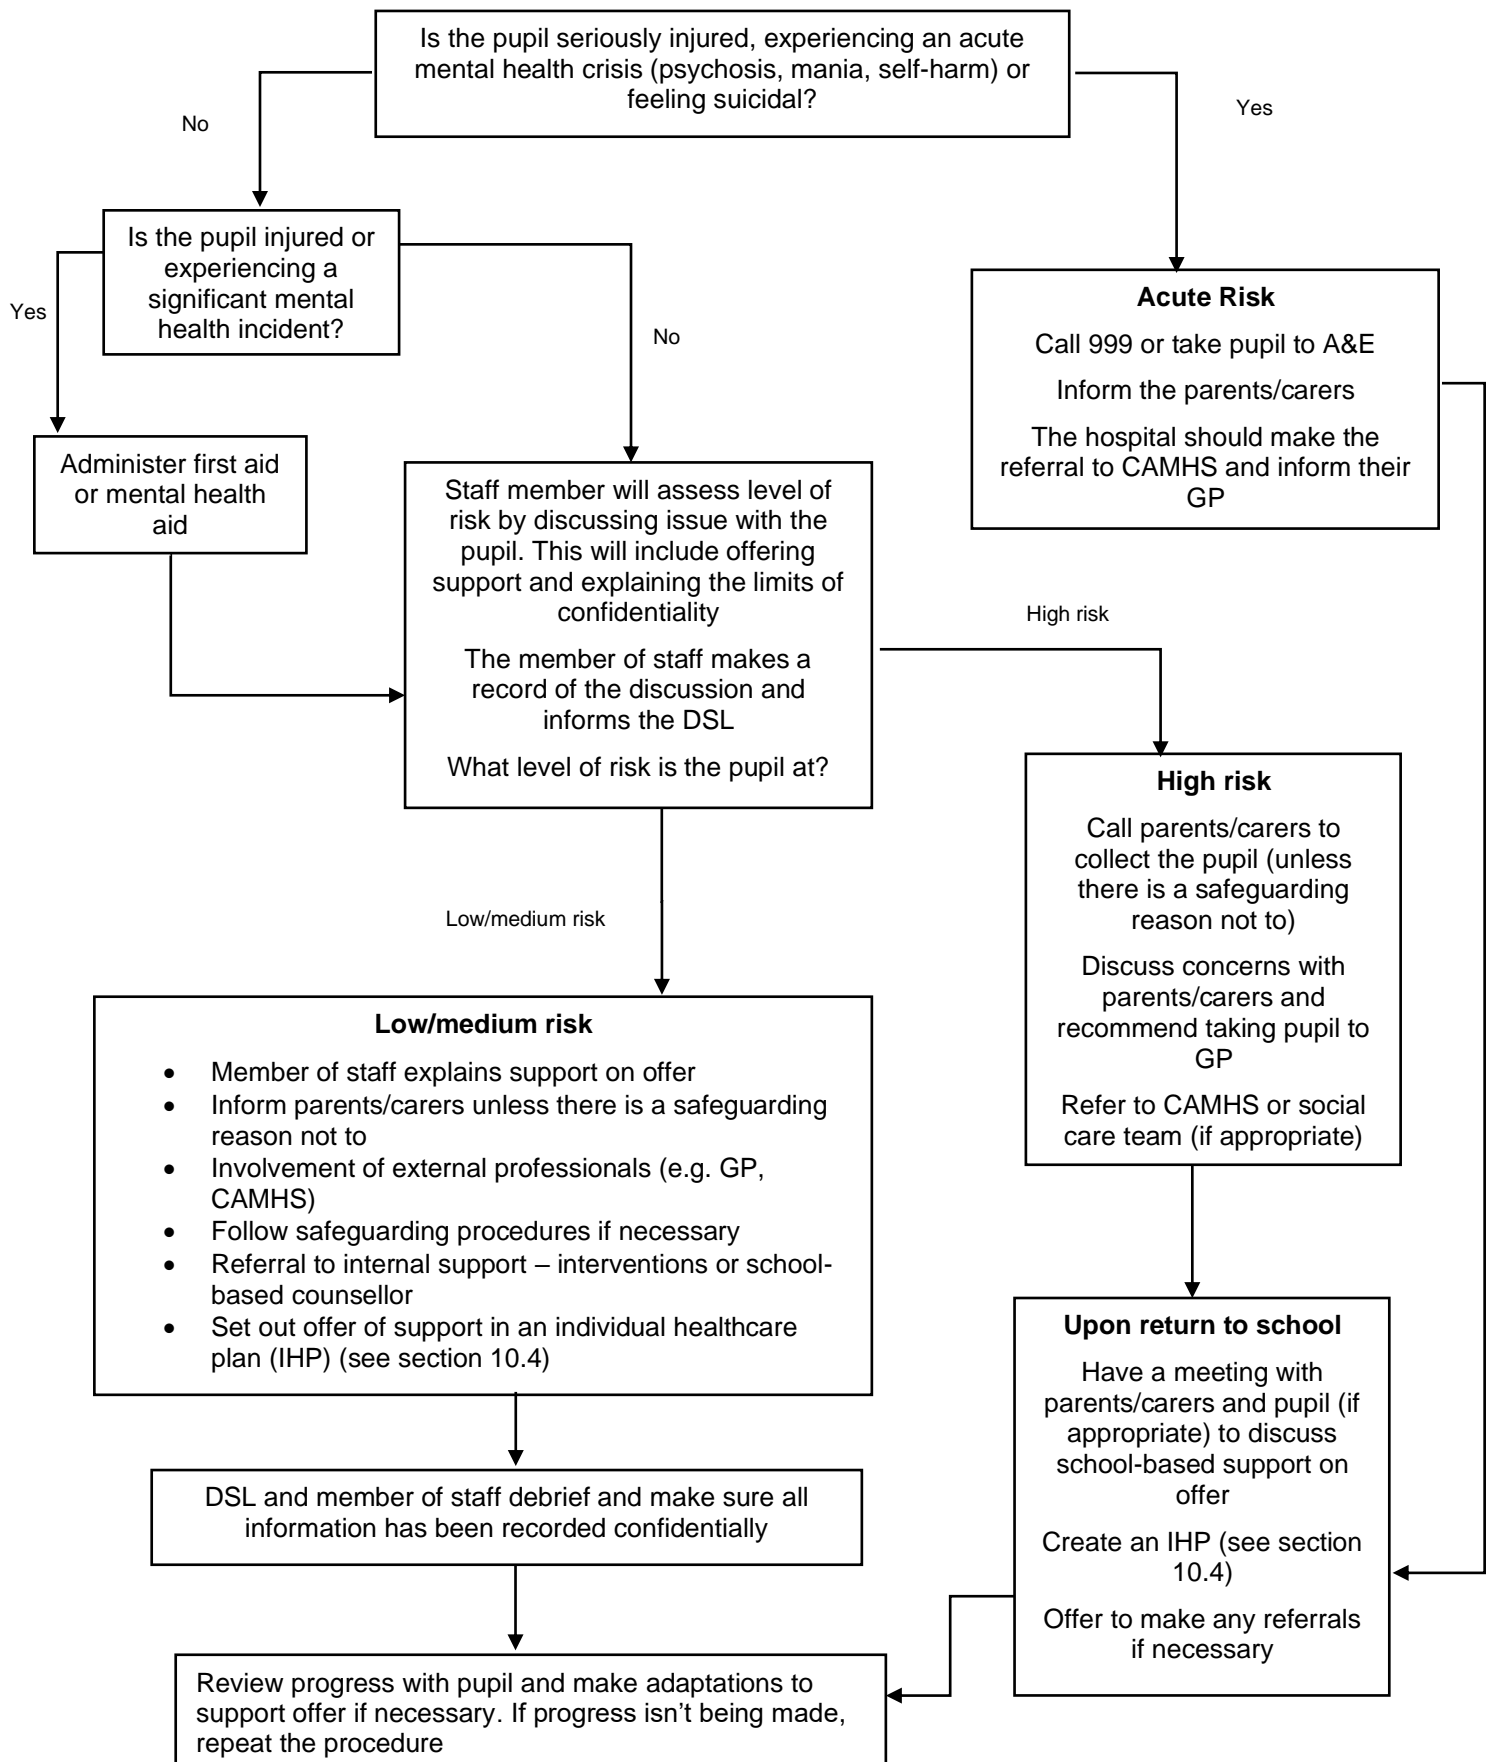 Is the pupil seriously injured, experiencing an acute
mental health crisis (psychosis, mania, self-harm) or
feeling suicidal?
No
Yes
Is the pupil injured or
experiencing a
significant mental
health incident?
Yes
No
Acute Risk
Call 999 or take pupil to A&E
Inform the parents/carers
The hospital should make the
referral to CAMHS and inform their
GP
Administer first aid
or mental health
aid
Staff member will assess level of
risk by discussing issue with the
pupil. This will include offering
support and explaining the limits of
confidentiality
The member of staff makes a
record of the discussion and
informs the DSL
What level of risk is the pupil at?
High risk
High risk
Call parents/carers to
collect the pupil (unless
there is a safeguarding
reason not to)
Discuss concerns with
parents/carers and
recommend taking pupil to
GP
Refer to CAMHS or social
care team (if appropriate)
Low/medium risk
Low/medium risk
• Member of staff explains support on offer
• Inform parents/carers unless there is a safeguarding
reason not to
• Involvement of external professionals (e.g. GP,
CAMHS)
• Follow safeguarding procedures if necessary
• Referral to internal support – interventions or school-
based counsellor
• Set out offer of support in an individual healthcare
plan (IHP) (see section 10.4)
Upon return to school
Have a meeting with
parents/carers and pupil (if
appropriate) to discuss
school-based support on
offer
Create an IHP (see section
10.4)
Offer to make any referrals
if necessary
DSL and member of staff debrief and make sure all
information has been recorded confidentially
Review progress with pupil and make adaptations to
support offer if necessary. If progress isn’t being made,
repeat the procedure